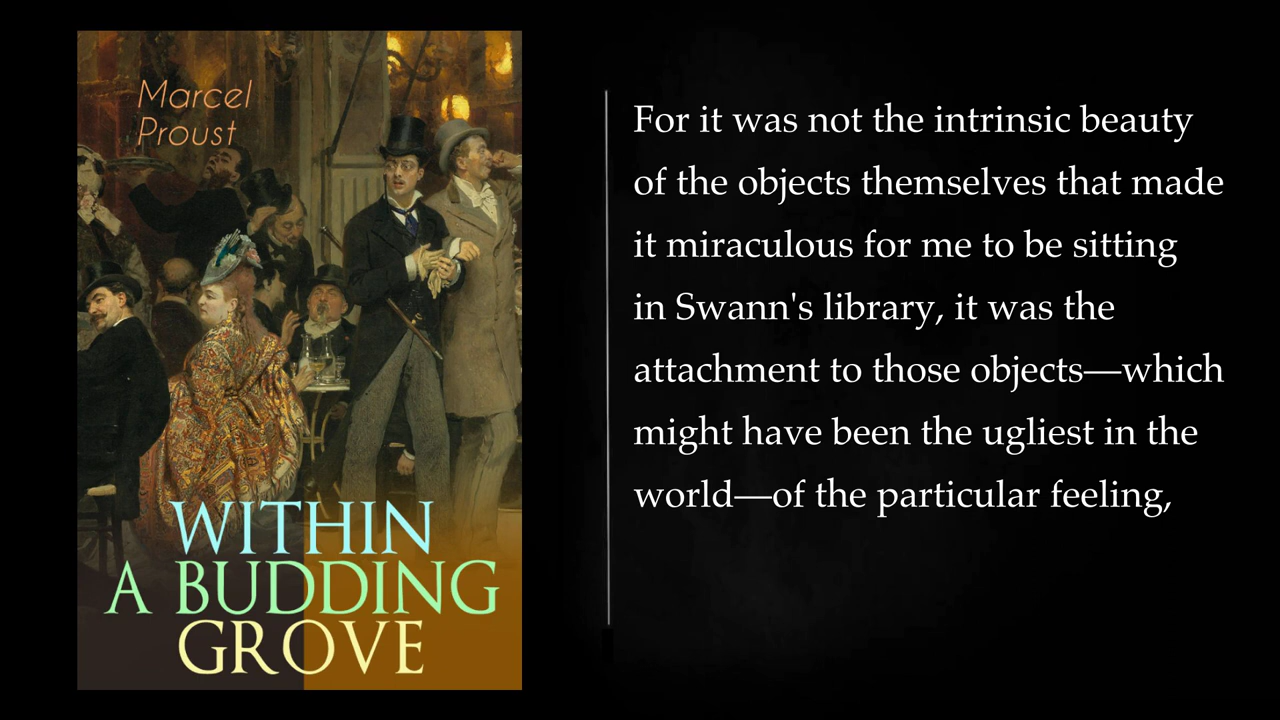 Marcel
Proust
WITHIN
A BUDDING
GROVE
For it was not the intrinsic beauty
of the objects themselves that made
it miraculous for me to be sitting
in Swann's library, it was the
attachment to those objects—which
might have been the ugliest in the
world—of the particular feeling,